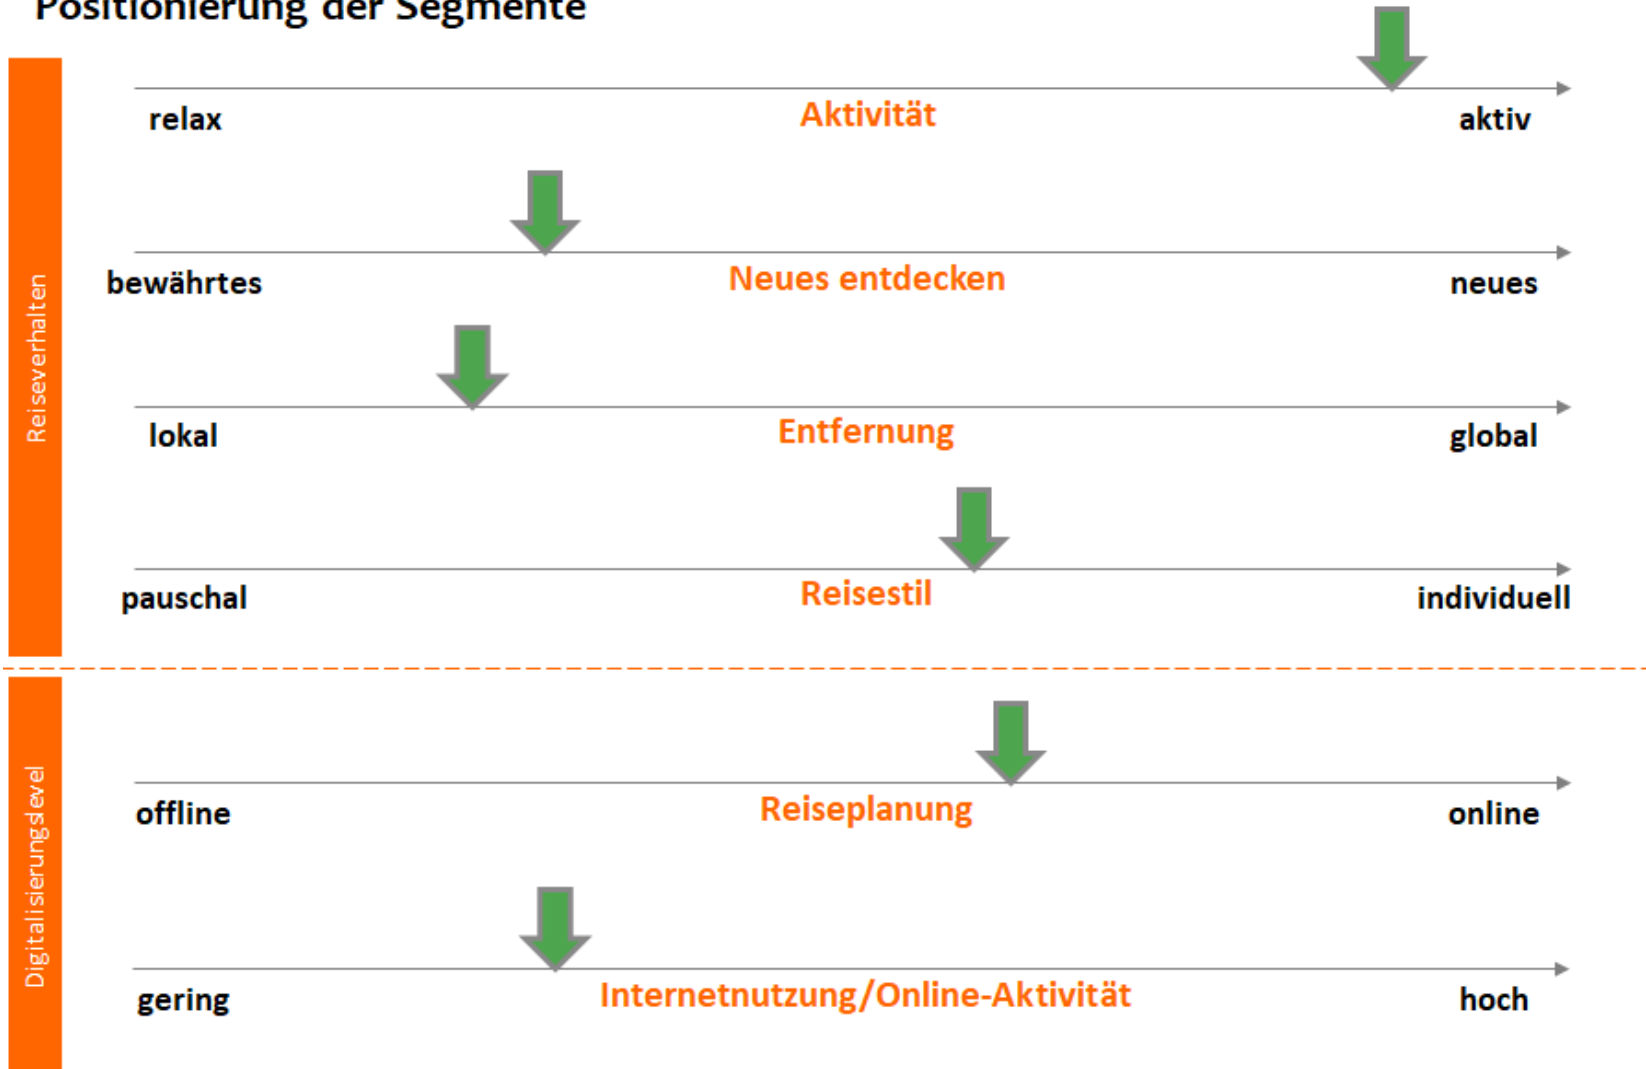 Positionierung der Segmente
Reiseverhalten
relax
Aktivität
aktiv
bewährtes
Neues entdecken
neues
lokal
Entfernung
global
pauschal
Reisestil
individuell
Digitalisierungslevel
offline
Reiseplanung
online
gering
Internetnutzung/Online-Aktivität
hoch